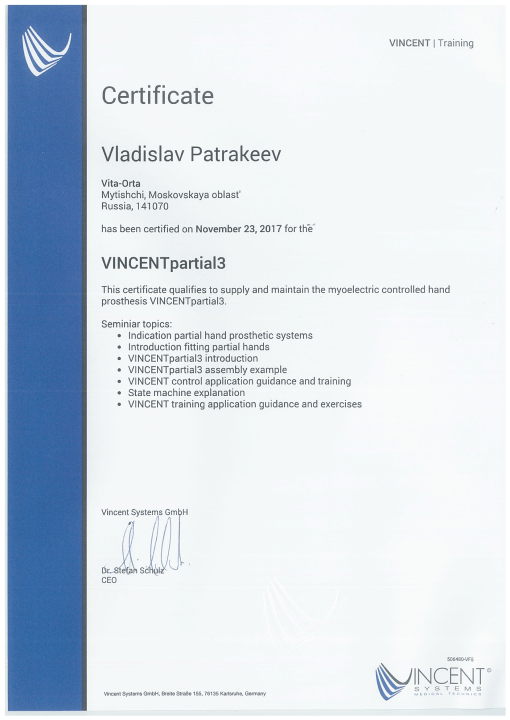 VINCENT | Training
Certificate
Vladislav Patrakeev
Vita-Orta
Mytishchi, Moskovskaya oblast'
Russia, 141070
has been certified on November 23, 2017 for the
VINCENTpartial3
This certificate qualifies to supply and maintain the myoelectric controlled hand
prosthesis VINCENTpartial3.
Seminiar topics:
• Indication partial hand prosthetic systems
• Introduction fitting partial hands
• VINCENTpartial3 introduction
• VINCENTpartial3 assembly example
• VINCENT control application guidance and training
• State machine explanation
• VINCENT training application guidance and exercises
Vincent Systems GmbH
Dr. Stefan Schulz
CEO
Vincent Systems GmbH, Breite Straße 155, 76135 Karlsruhe, Germany
VINCENT®
SYSTEMS
MEDICAL TECHNICS